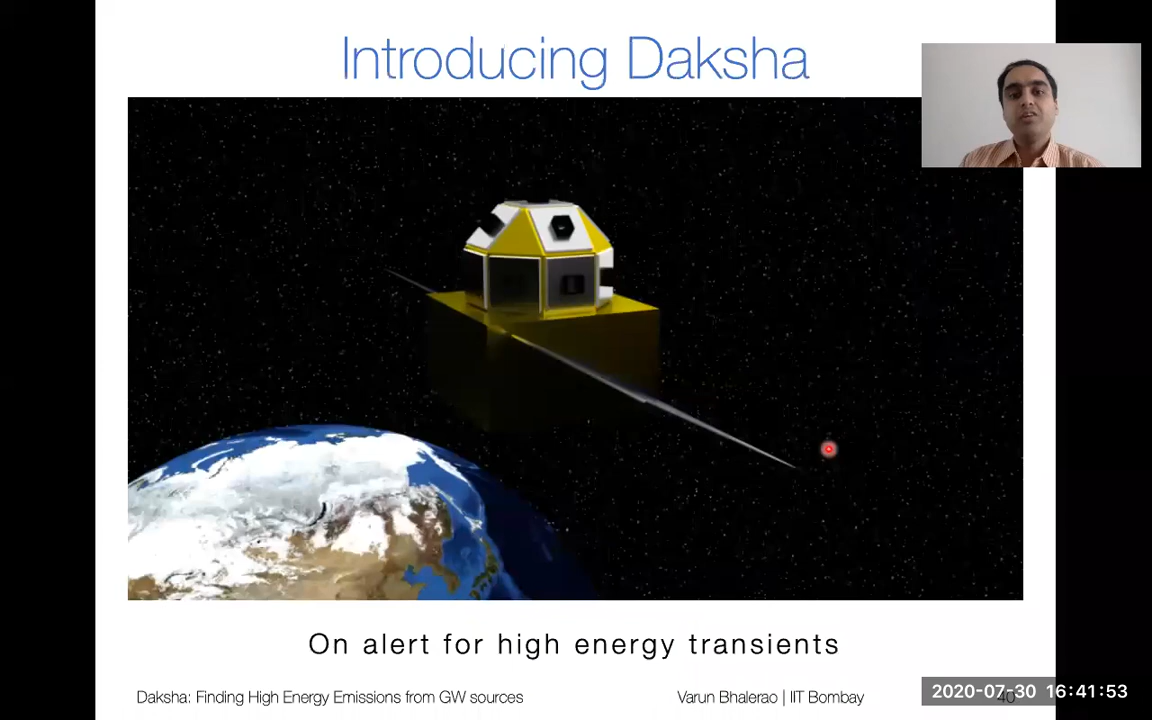 Introducing Daksha
On alert for high energy transients
Daksha: Finding High Energy Emissions from GW sources
Varun Bhalerao | IIT Bombay
40
2020-07-30 16:41:53